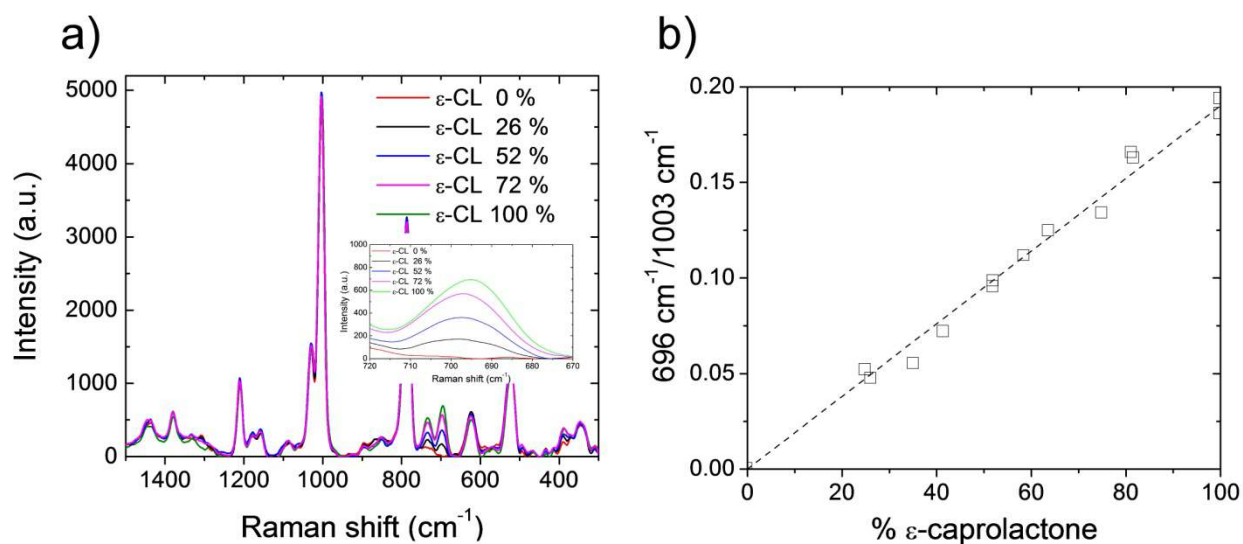 a)
5000
4000
3000
2000
1000
0
1400 1200 1000 800 600 400
Intensity (a.u.)
Raman shift (cm⁻¹)
ε-CL 0 %
ε-CL 26 %
ε-CL 52 %
ε-CL 72 %
ε-CL 100 %
1000
800
600
400
200
0
720 710 700 690 680 670
Intensity (a.u.)
Raman shift (cm⁻¹)
ε-CL 0 %
ε-CL 26 %
ε-CL 52 %
ε-CL 72 %
ε-CL 100 %
b)
0.20
0.15
0.10
0.05
0.00
0 20 40 60 80 100
696 cm⁻¹/1003 cm⁻¹
% ε-caprolactone